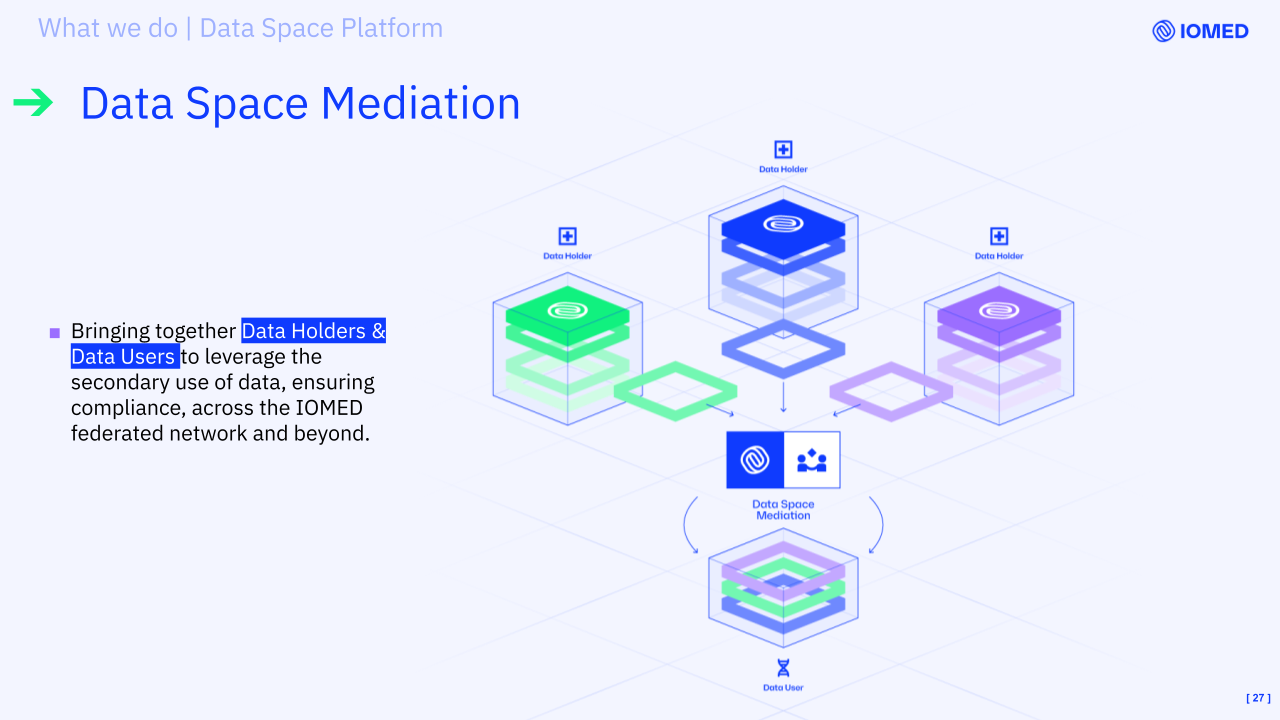 What we do | Data Space Platform
IOMED
➔ Data Space Mediation
Data Holder
Data Holder
Data Holder
■ Bringing together Data Holders &
Data Users to leverage the
secondary use of data, ensuring
compliance, across the IOMED
federated network and beyond.
Data Space
Mediation
Data User
[ 27 ]